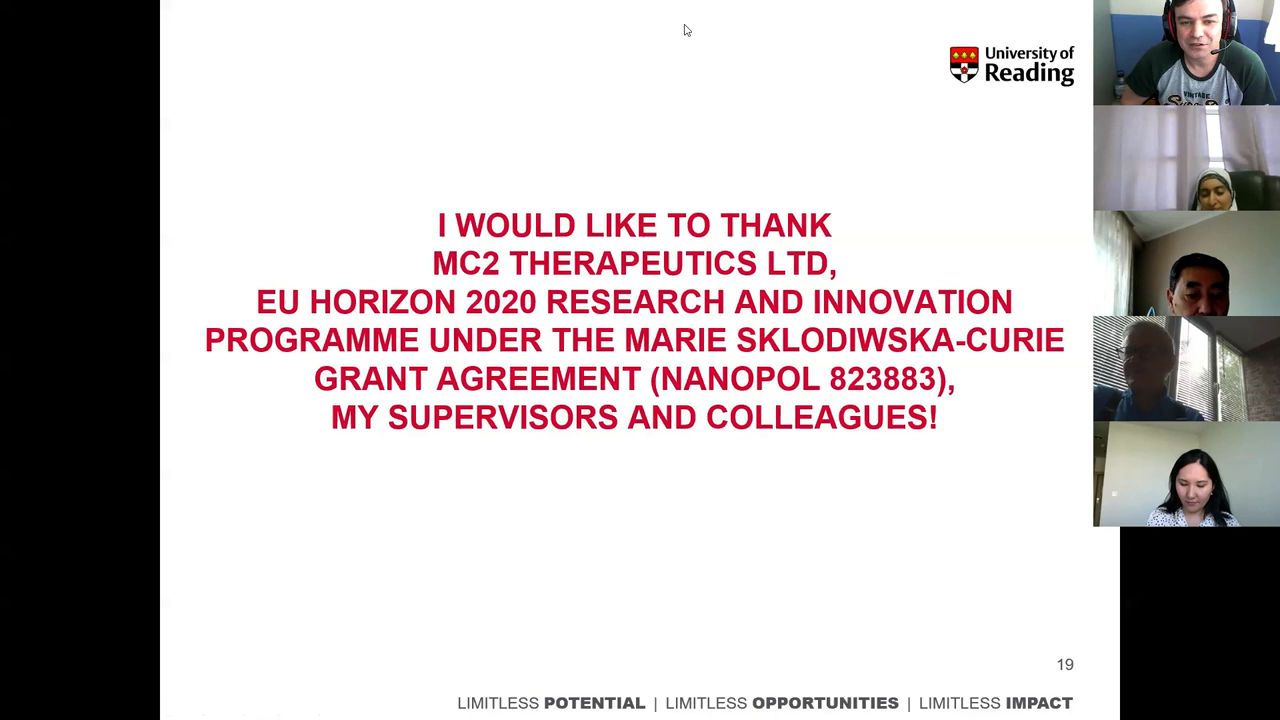 University of
Reading
I WOULD LIKE TO THANK
MC2 THERAPEUTICS LTD,
EU HORIZON 2020 RESEARCH AND INNOVATION
PROGRAMME UNDER THE MARIE SKLODIWSKA-CURIE
GRANT AGREEMENT (NANOPOL 823883),
MY SUPERVISORS AND COLLEAGUES!
19
LIMITLESS POTENTIAL | LIMITLESS OPPORTUNITIES | LIMITLESS IMPACT
VINTAGE